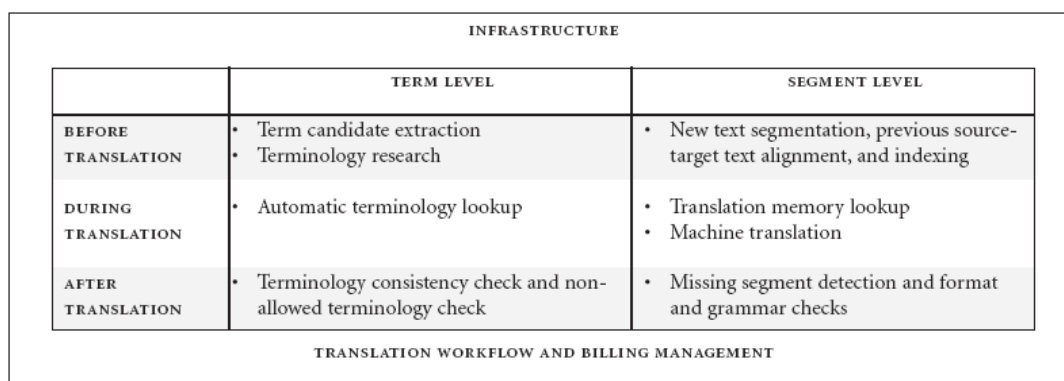 INFRASTRUCTURE
TERM LEVEL SEGMENT LEVEL
BEFORE TRANSLATION
• Term candidate extraction
• Terminology research
• New text segmentation, previous source-
target text alignment, and indexing
DURING TRANSLATION
• Automatic terminology lookup
• Translation memory lookup
• Machine translation
AFTER TRANSLATION
• Terminology consistency check and non-
allowed terminology check
• Missing segment detection and format
and grammar checks
TRANSLATION WORKFLOW AND BILLING MANAGEMENT